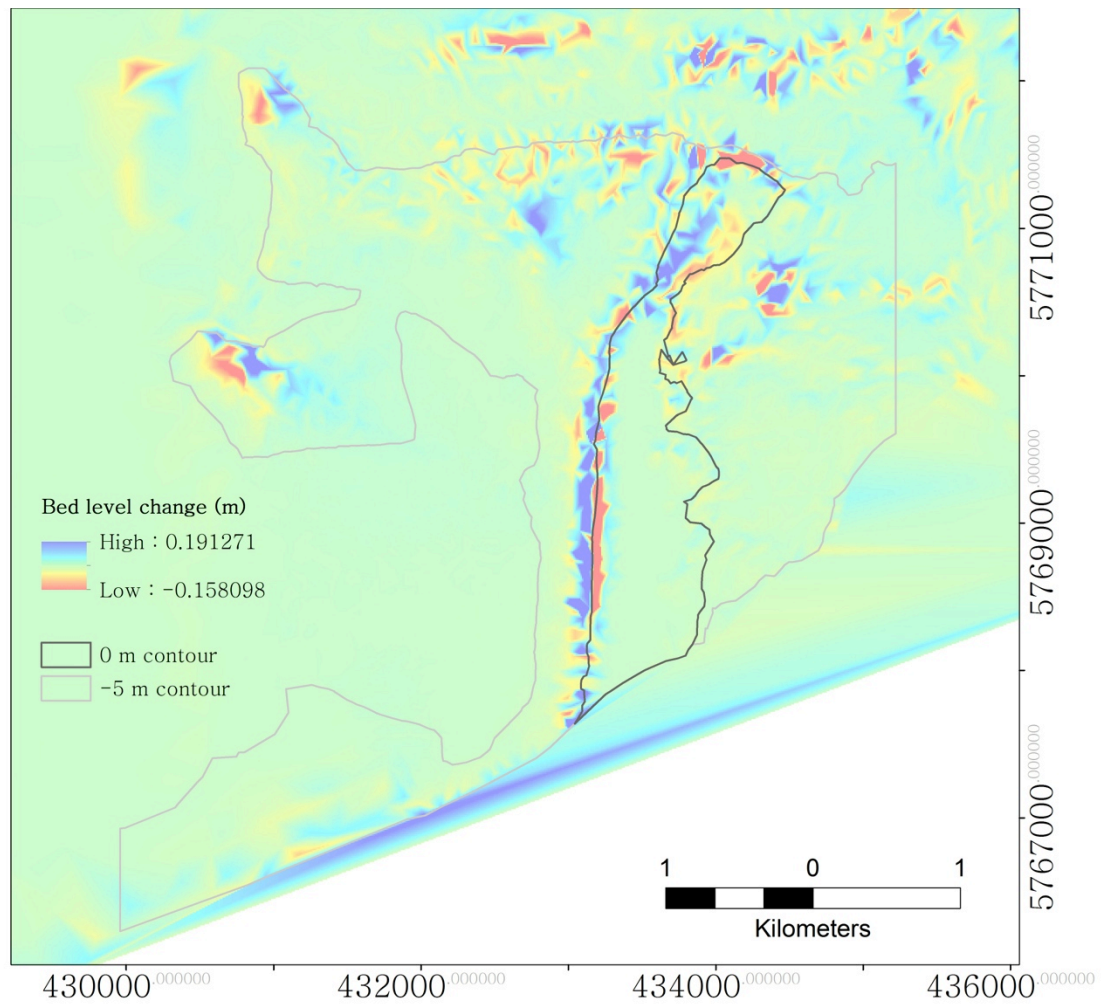 5771000.000000
5769000.000000
5767000.000000
Bed level change (m)
High : 0.191271
Low : -0.158098
0 m contour
-5 m contour
1 0 1
Kilometers
430000.000000 432000.000000 434000.000000 436000.000000